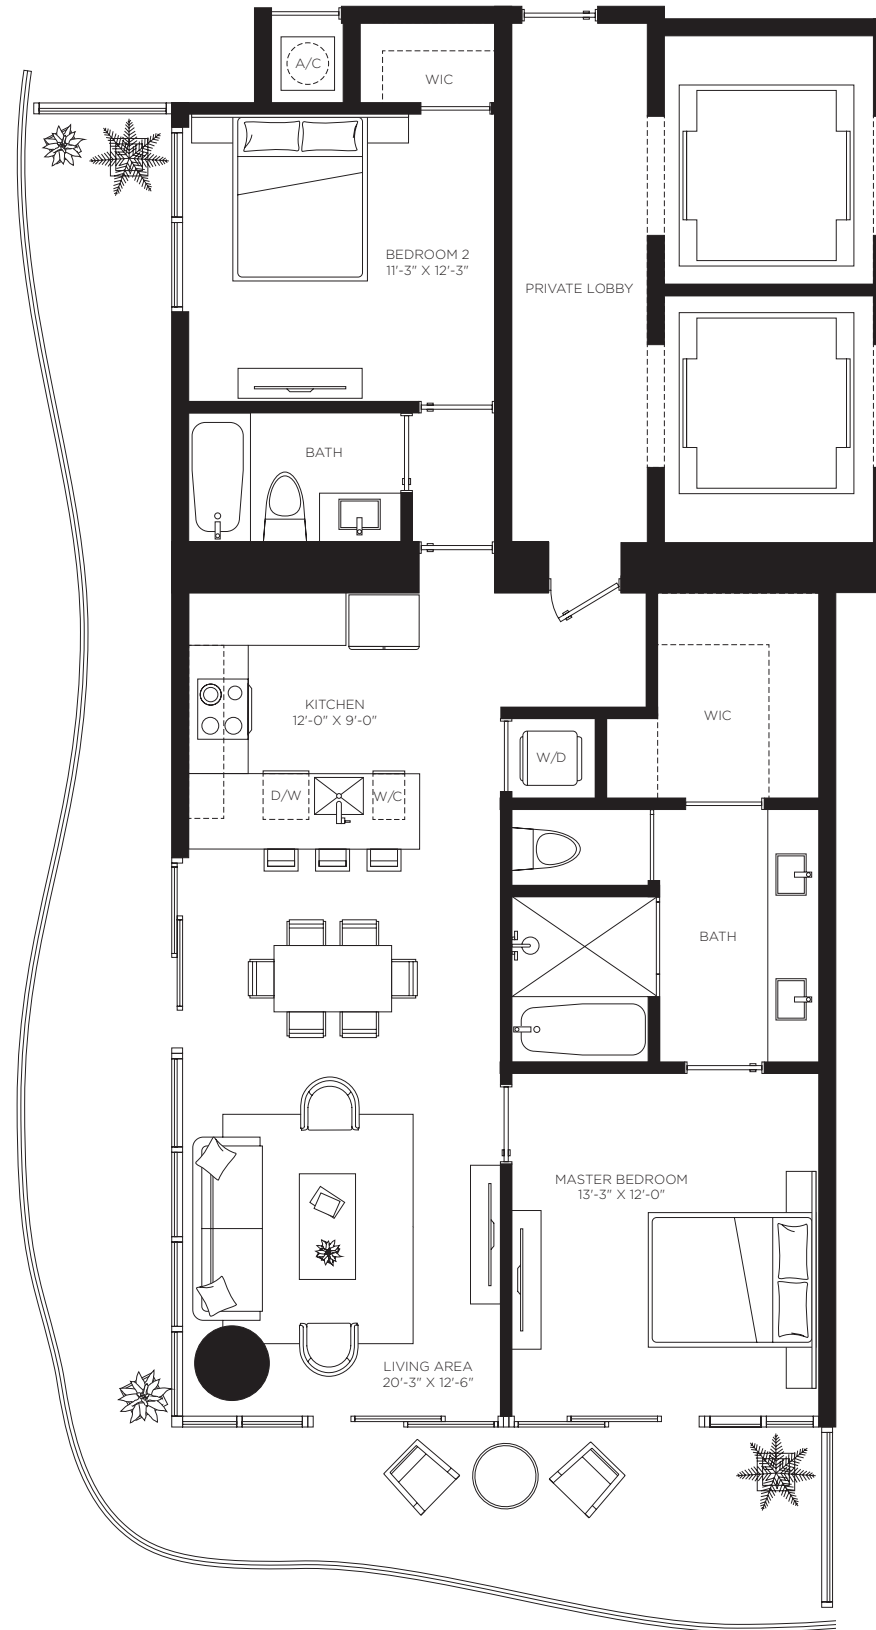 A/C
WIC
BEDROOM 2
11'-3" X 12'-3"
PRIVATE LOBBY
BATH
KITCHEN
12'-0" X 9'-0"
WIC
W/D
D/W
W/C
BATH
MASTER BEDROOM
13'-3" X 12'-0"
LIVING AREA
20'-3" X 12'-6"